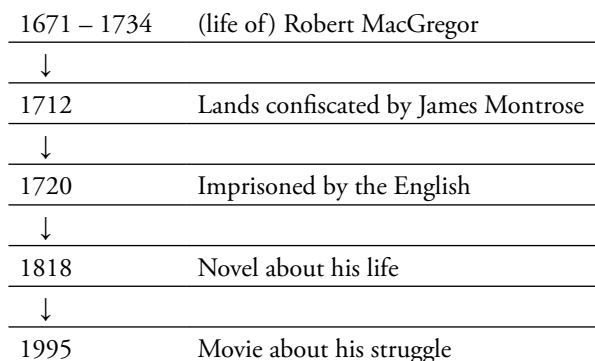 1671 – 1734 (life of) Robert MacGregor
↓
1712 Lands confiscated by James Montrose
↓
1720 Imprisoned by the English
↓
1818 Novel about his life
↓
1995 Movie about his struggle